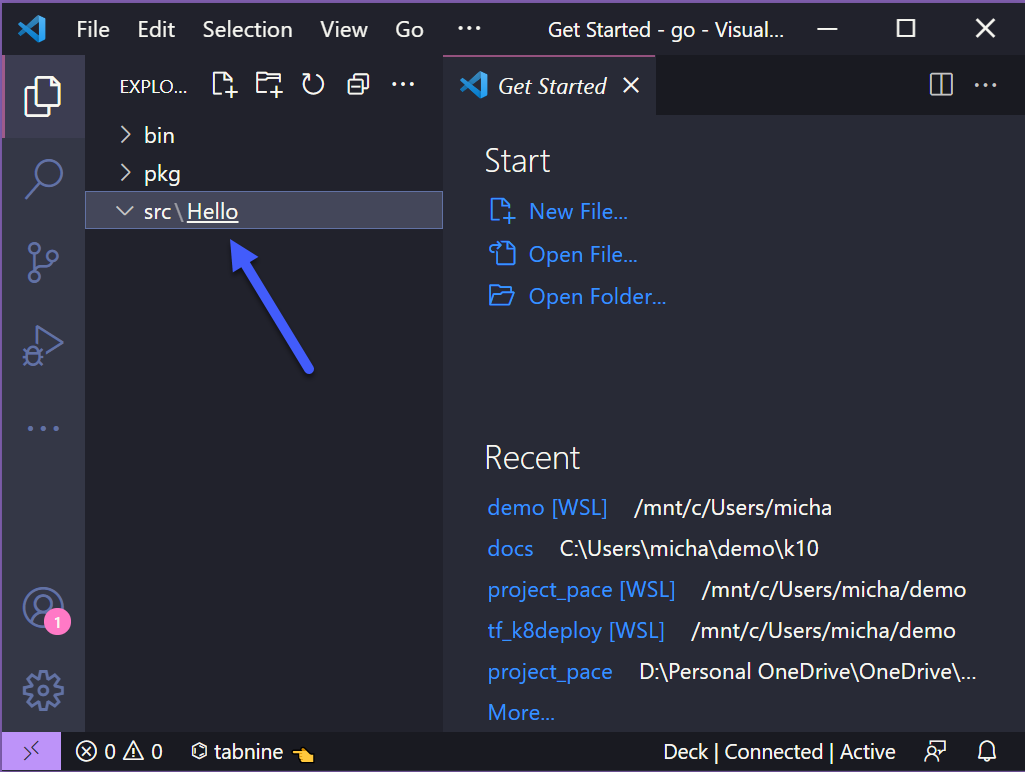 File Edit Selection View Go ··· Get Started - go - Visual...
EXPLO...
bin
pkg
src\Hello
Get Started
Start
New File...
Open File...
Open Folder...
Recent
demo [WSL] /mnt/c/Users/micha
docs C:\Users\micha\demo\k10
project_pace [WSL] /mnt/c/Users/micha/demo
tf_k8deploy [WSL] /mnt/c/Users/micha/demo
project_pace D:\Personal OneDrive\OneDrive\...
More...
1
0 0 tabnine 👈 Deck | Connected | Active